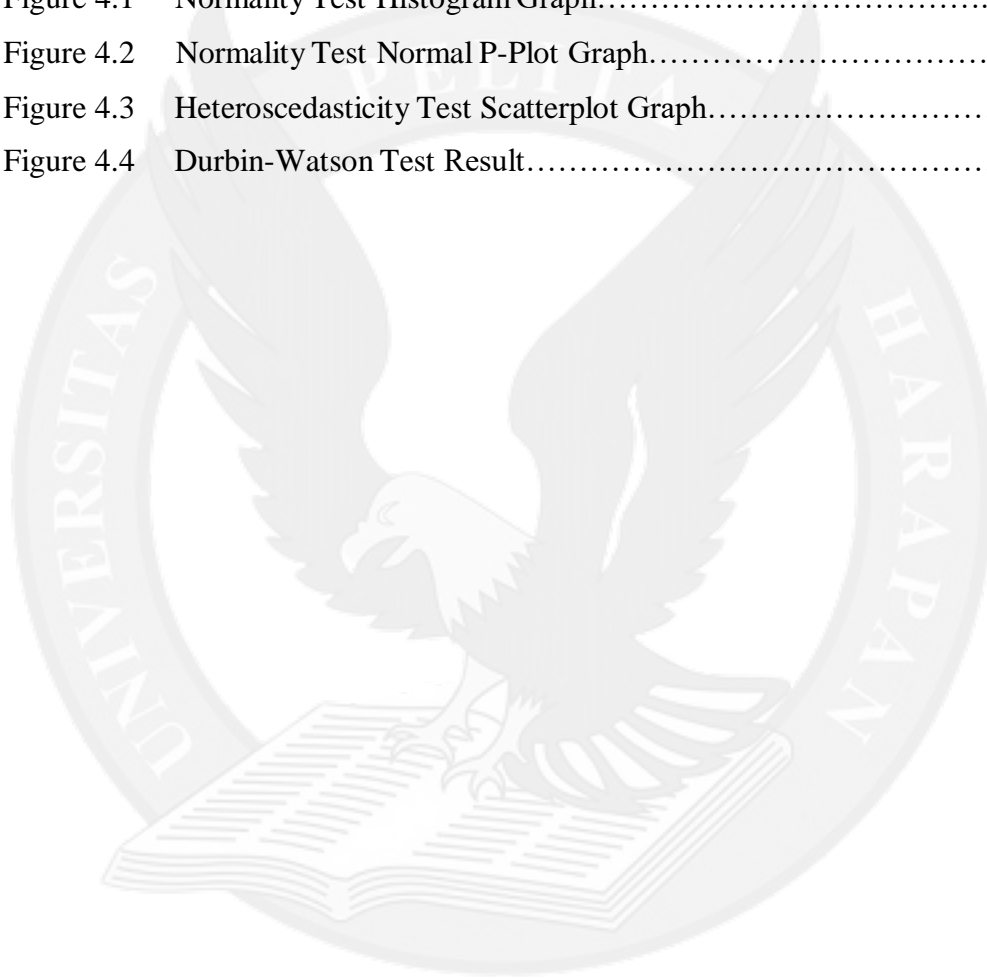 Figure 4.1 Normality Test Histogram Graph……………………………….
Figure 4.2 Normality Test Normal P-Plot Graph……………………………
Figure 4.3 Heteroscedasticity Test Scatterplot Graph………………………
Figure 4.4 Durbin-Watson Test Result………………………………………
UNIVERSITAS PELITA HARAPAN